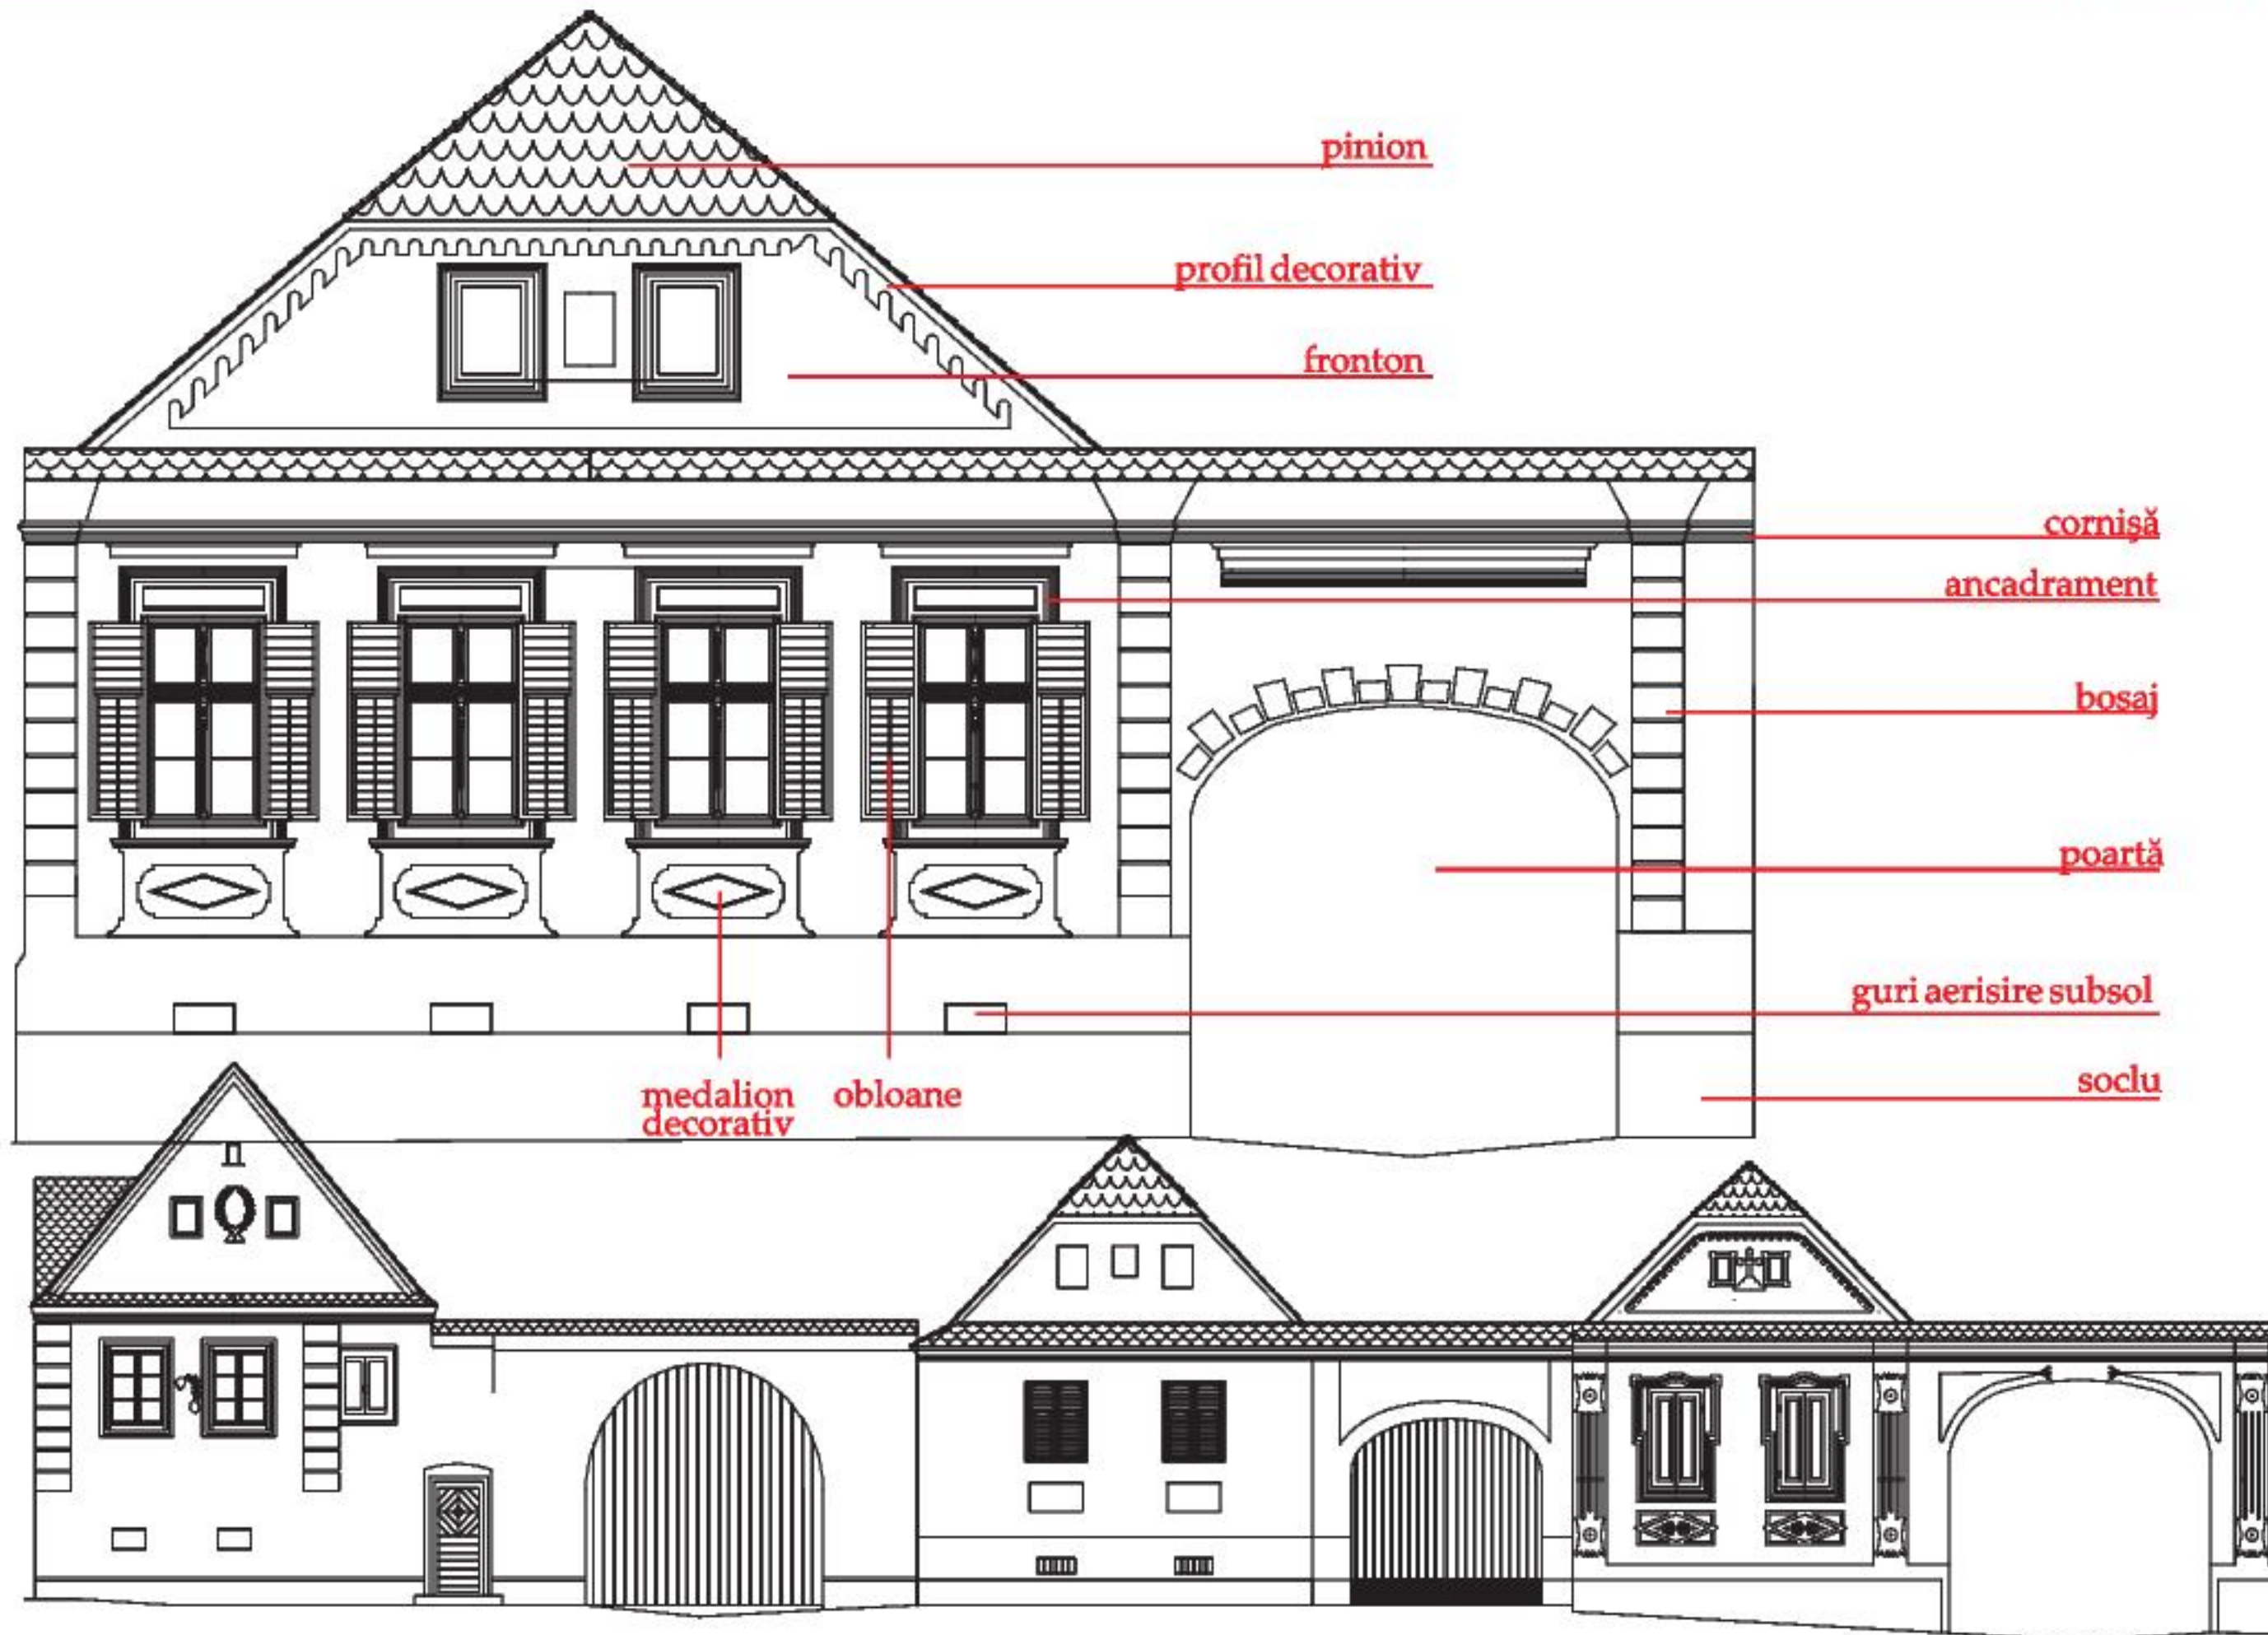 pinion
profil decorativ
fronton
cornișă
ancadrament
bosaj
poartă
guri aerisire subsol
soclu
medalion
decorativ
obloane